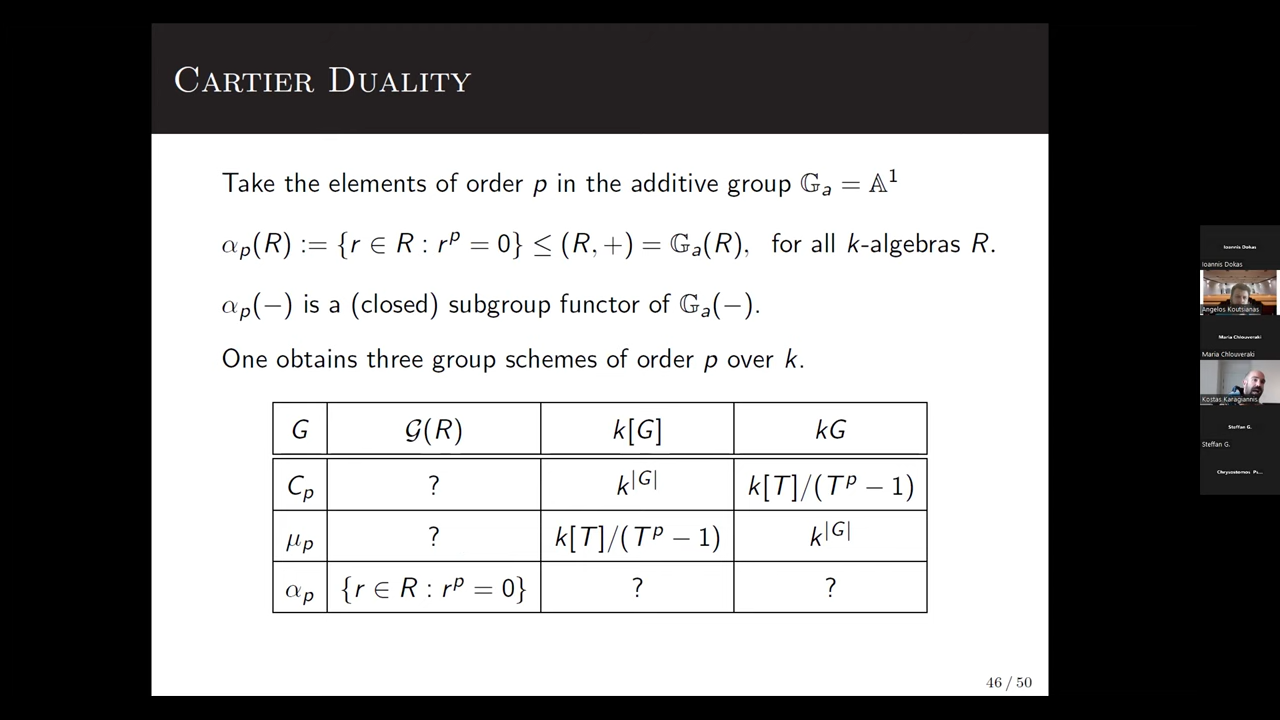 CARTIER DUALITY
Take the elements of order p in the additive group 𝔾ₐ = 𝔸¹
αₚ(R) := {r ∈ R : rᵖ = 0} ≤ (R, +) = 𝔾ₐ(R), for all k-algebras R.
αₚ(−) is a (closed) subgroup functor of 𝔾ₐ(−).
One obtains three group schemes of order p over k.
G 𝒢(R) k[G] kG
Cₚ ? k^|G| k[T]/(Tᵖ − 1)
μₚ ? k[T]/(Tᵖ − 1) k^|G|
αₚ {r ∈ R : rᵖ = 0} ? ?
46 / 50
Ioannis Dokas
Ioannis Dokas
Angelos Koutsianas
Maria Chlouveraki
Maria Chlouveraki
Kostas Karagiannis
Steffan G.
Steffan G.
Chrysostomos Ps...